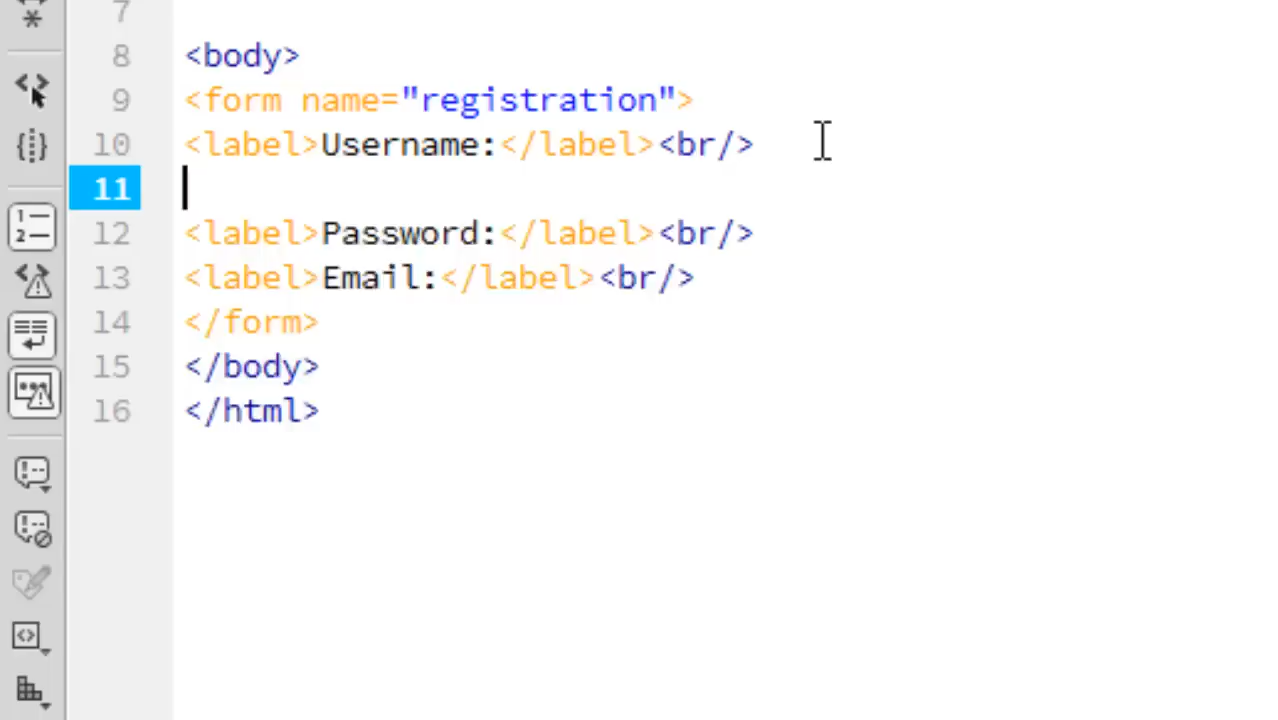 7
8 <body>
9 <form name="registration">
10 <label>Username:</label><br/>
11
12 <label>Password:</label><br/>
13 <label>Email:</label><br/>
14 </form>
15 </body>
16 </html>